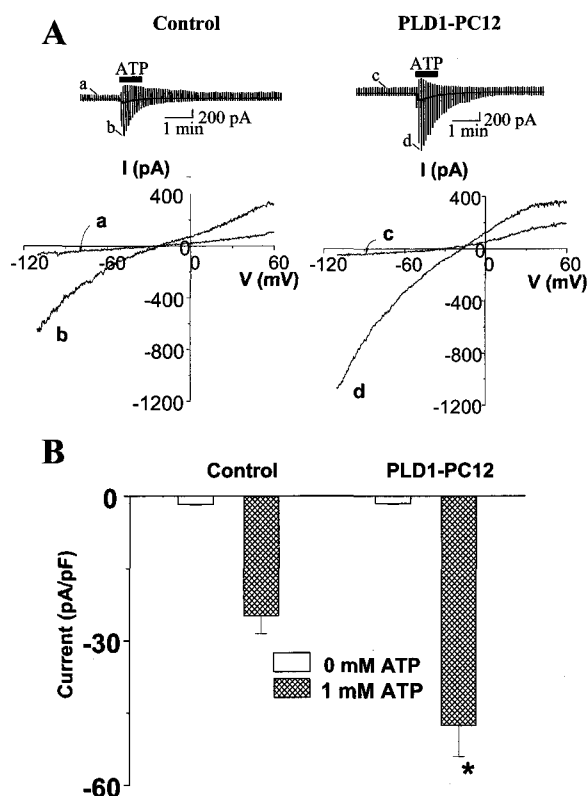 A
Control
PLD1-PC12
ATP
a
b
1 min
200 pA
ATP
c
d
1 min
200 pA
I (pA)
400
a
-120
-60
0
60
V (mV)
-400
b
-800
-1200
I (pA)
400
c
-120
-60
0
60
V (mV)
-400
-800
d
-1200
B
Control
PLD1-PC12
0
-30
-60
Current (pA/pF)
0 mM ATP
1 mM ATP
*